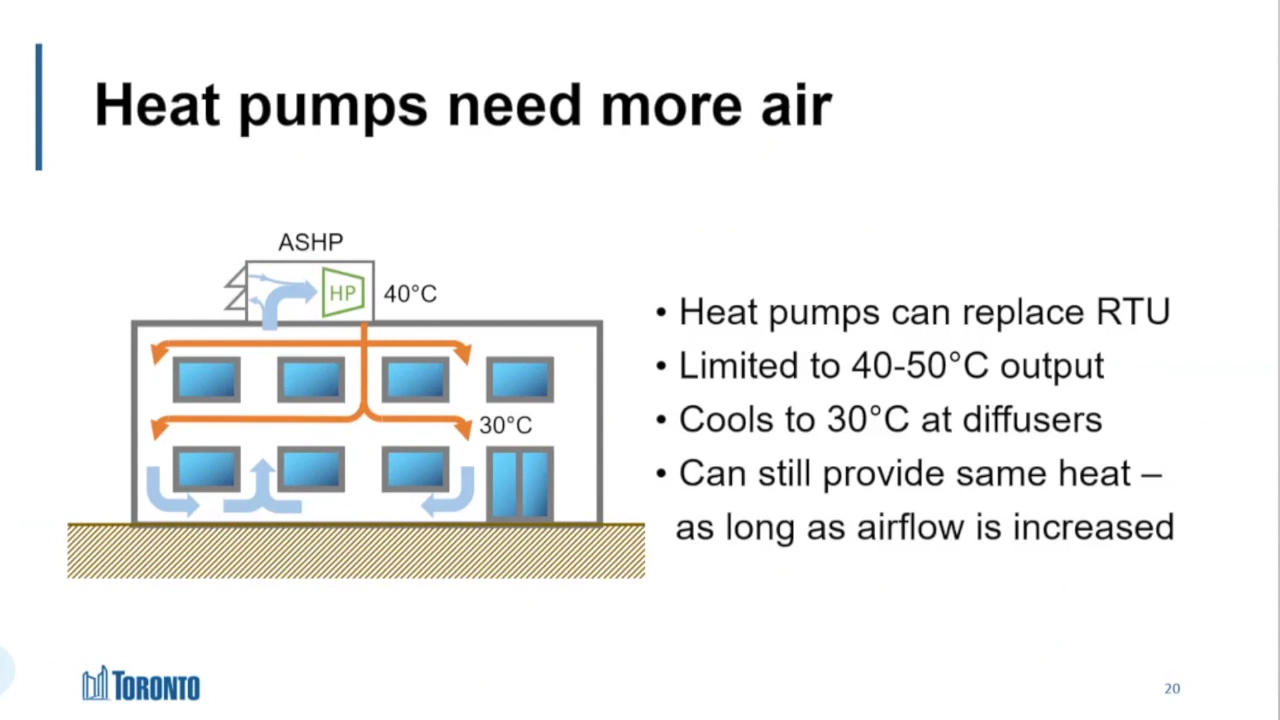 Heat pumps need more air
ASHP
HP
40°C
30°C
• Heat pumps can replace RTU
• Limited to 40-50°C output
• Cools to 30°C at diffusers
• Can still provide same heat –
as long as airflow is increased
TORONTO
20